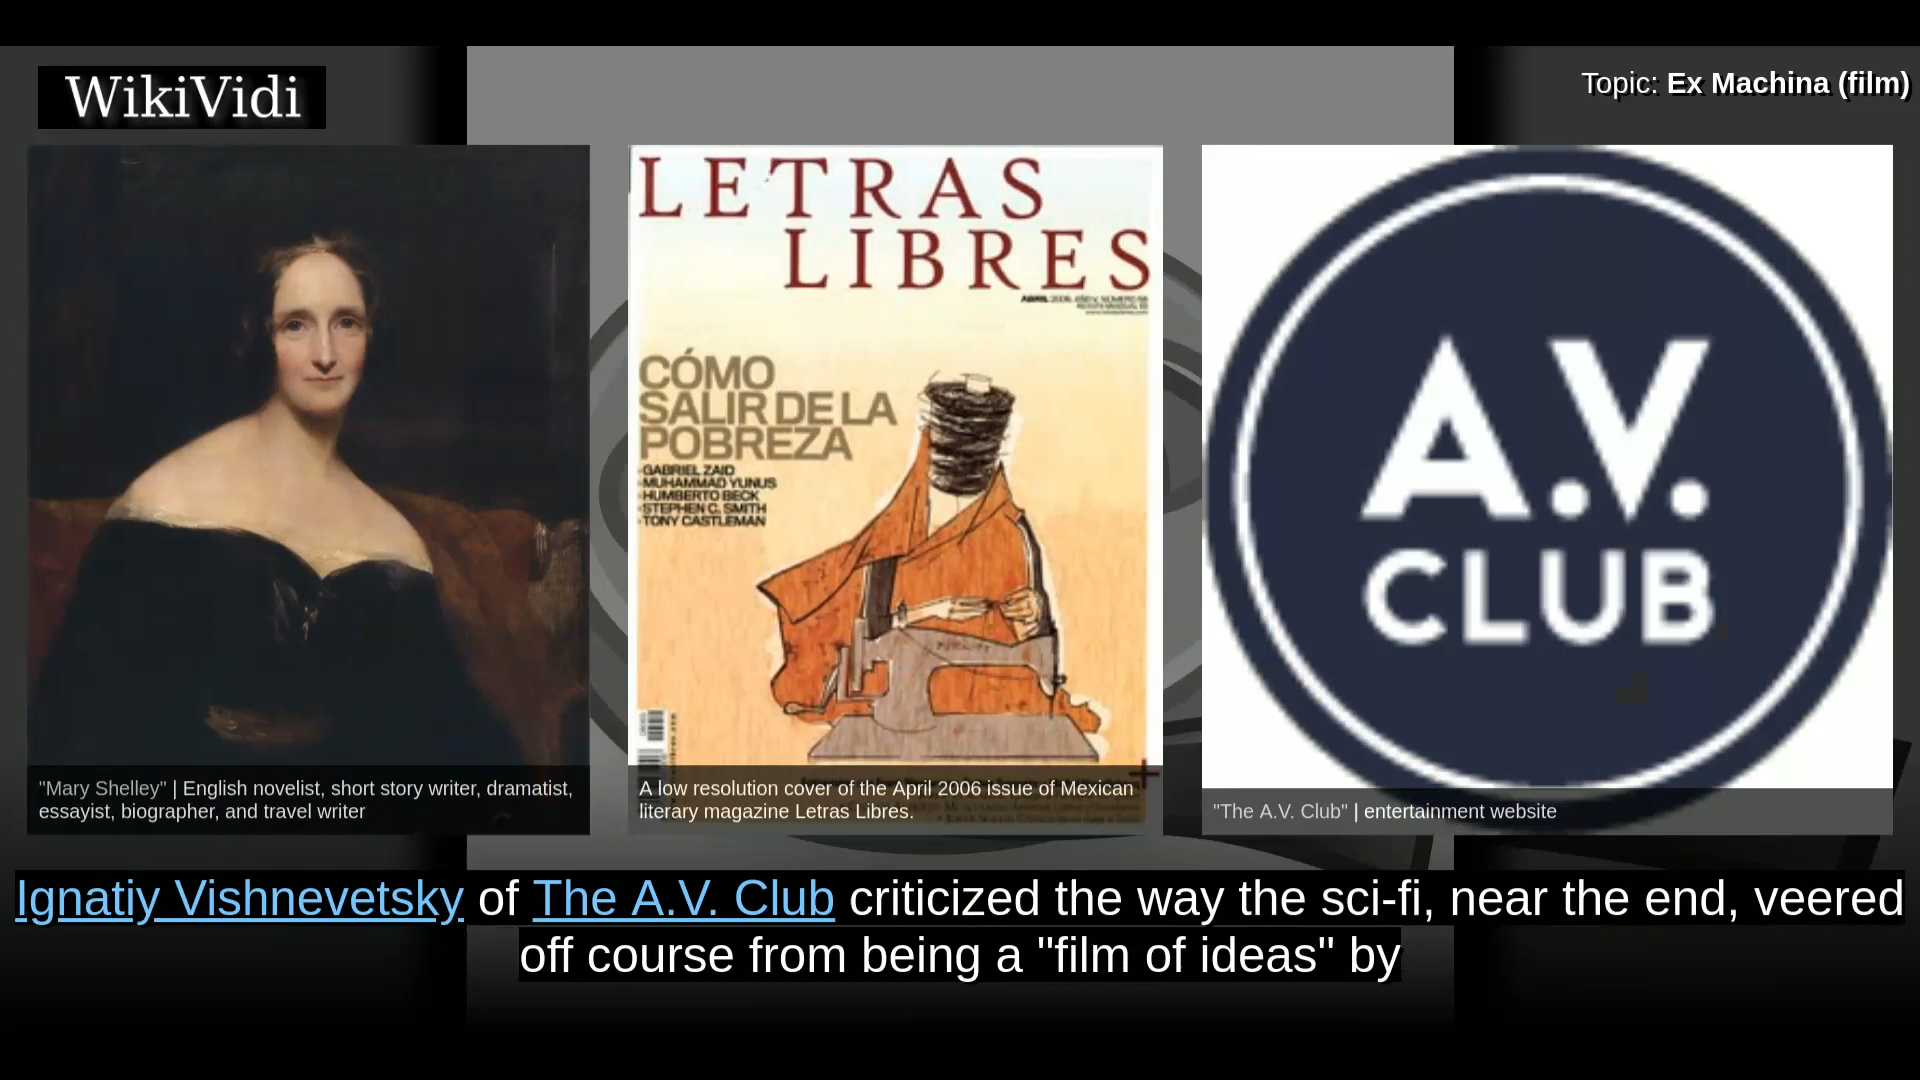 WikiVidi
Topic: Ex Machina (film)
LETRAS
LIBRES
ABRIL
CÓMO
SALIR DE LA
POBREZA
GABRIEL ZAID
MUHAMMAD YUNUS
HUMBERTO BECK
STEPHEN C. SMITH
TONY CASTLEMAN
A.V.
CLUB
"Mary Shelley" | English novelist, short story writer, dramatist,
essayist, biographer, and travel writer
A low resolution cover of the April 2006 issue of Mexican
literary magazine Letras Libres.
"The A.V. Club" | entertainment website
Ignatiy Vishnevetsky of The A.V. Club criticized the way the sci-fi, near the end, veered
off course from being a "film of ideas" by